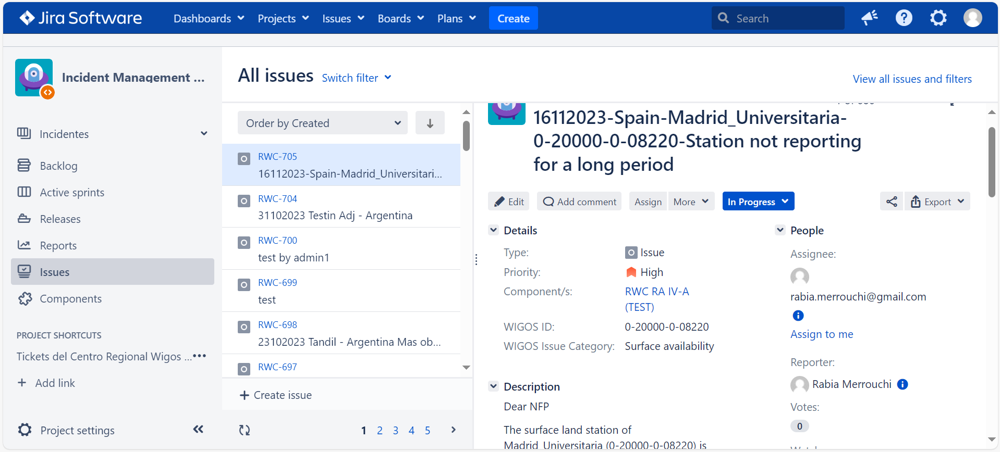 Jira Software
Dashboards
Projects
Issues
Boards
Plans
Create
Search
Incident Management ...
Incidentes
Backlog
Active sprints
Releases
Reports
Issues
Components
PROJECT SHORTCUTS
Tickets del Centro Regional Wigos ...
Add link
Project settings
All issues
Switch filter
View all issues and filters
Order by Created
RWC-705
16112023-Spain-Madrid_Universitari...
RWC-704
31102023 Testin Adj - Argentina
RWC-700
test by admin1
RWC-699
test
RWC-698
23102023 Tandil - Argentina Mas ob...
RWC-697
Create issue
1 2 3 4 5
16112023-Spain-Madrid_Universitaria-
0-20000-0-08220-Station not reporting
for a long period
Edit
Add comment
Assign
More
In Progress
Export
Details
Type: Issue
Priority: High
Component/s: RWC RA IV-A
(TEST)
WIGOS ID: 0-20000-0-08220
WIGOS Issue Category: Surface availability
Description
Dear NFP
The surface land station of
Madrid_Universitaria (0-20000-0-08220) is
People
Assignee:
rabia.merrouchi@gmail.com
Assign to me
Reporter:
Rabia Merrouchi
Votes:
0